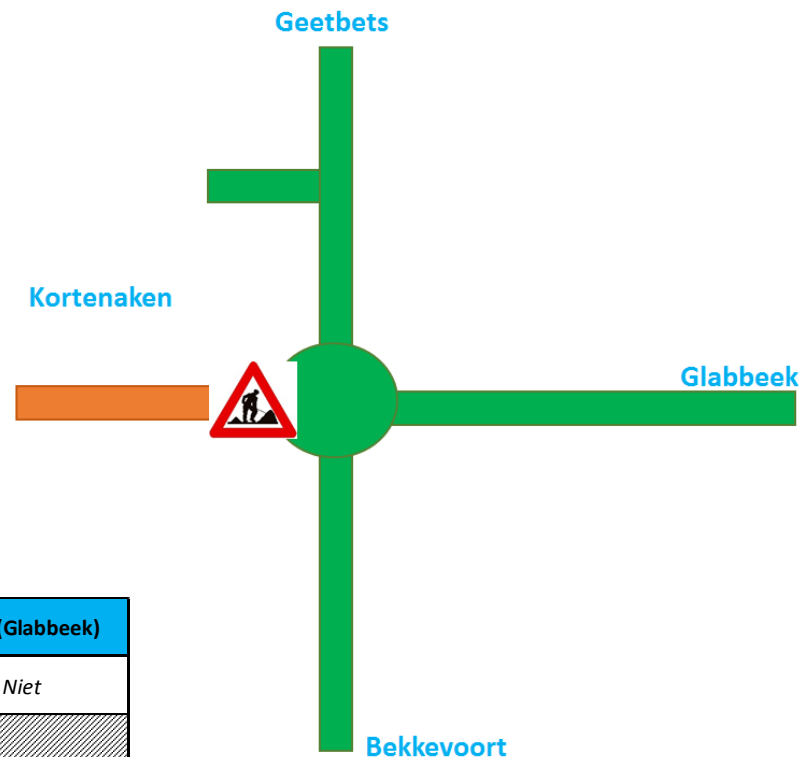 Geetbets
Kortenaken
Glabbeek
(Glabbeek)
Niet
Bekkevoort